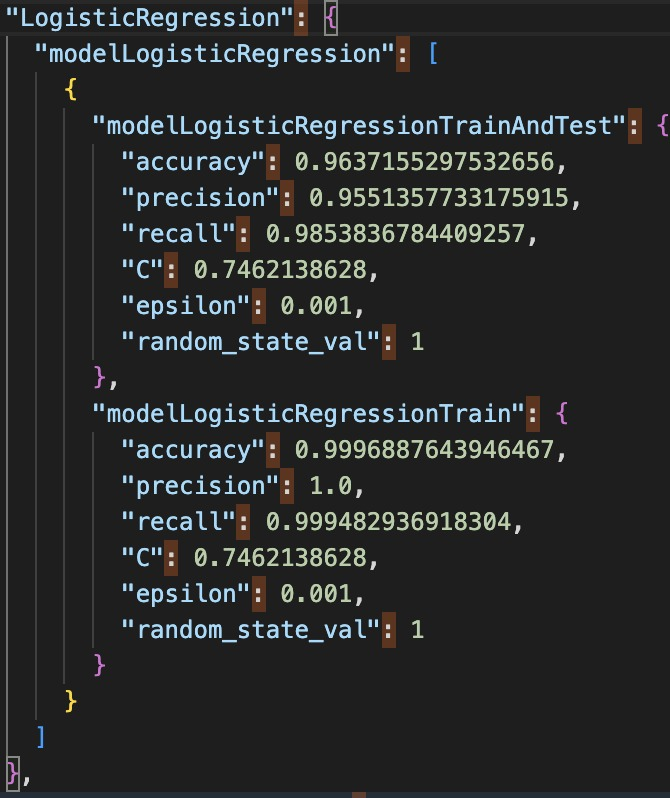 "LogisticRegression": {
"modelLogisticRegression": [
{
"modelLogisticRegressionTrainAndTest": {
"accuracy": 0.9637155297532656,
"precision": 0.9551357733175915,
"recall": 0.9853836784409257,
"C": 0.7462138628,
"epsilon": 0.001,
"random_state_val": 1
},
"modelLogisticRegressionTrain": {
"accuracy": 0.9996887643946467,
"precision": 1.0,
"recall": 0.999482936918304,
"C": 0.7462138628,
"epsilon": 0.001,
"random_state_val": 1
}
}
]
},